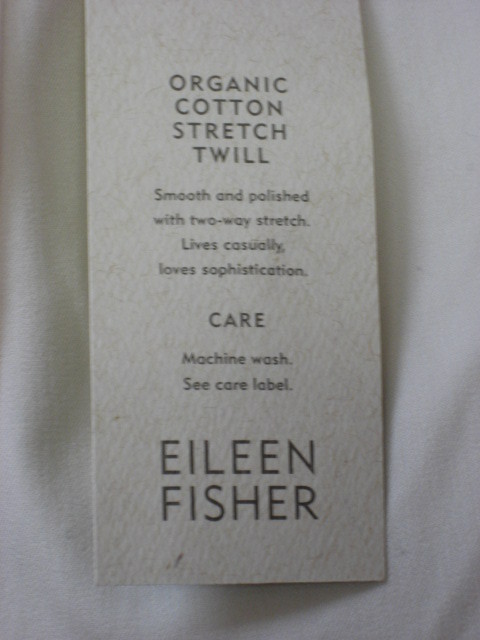 ORGANIC
COTTON
STRETCH
TWILL
Smooth and polished
with two-way stretch.
Lives casually,
loves sophistication.
CARE
Machine wash.
See care label.
EILEEN
FISHER